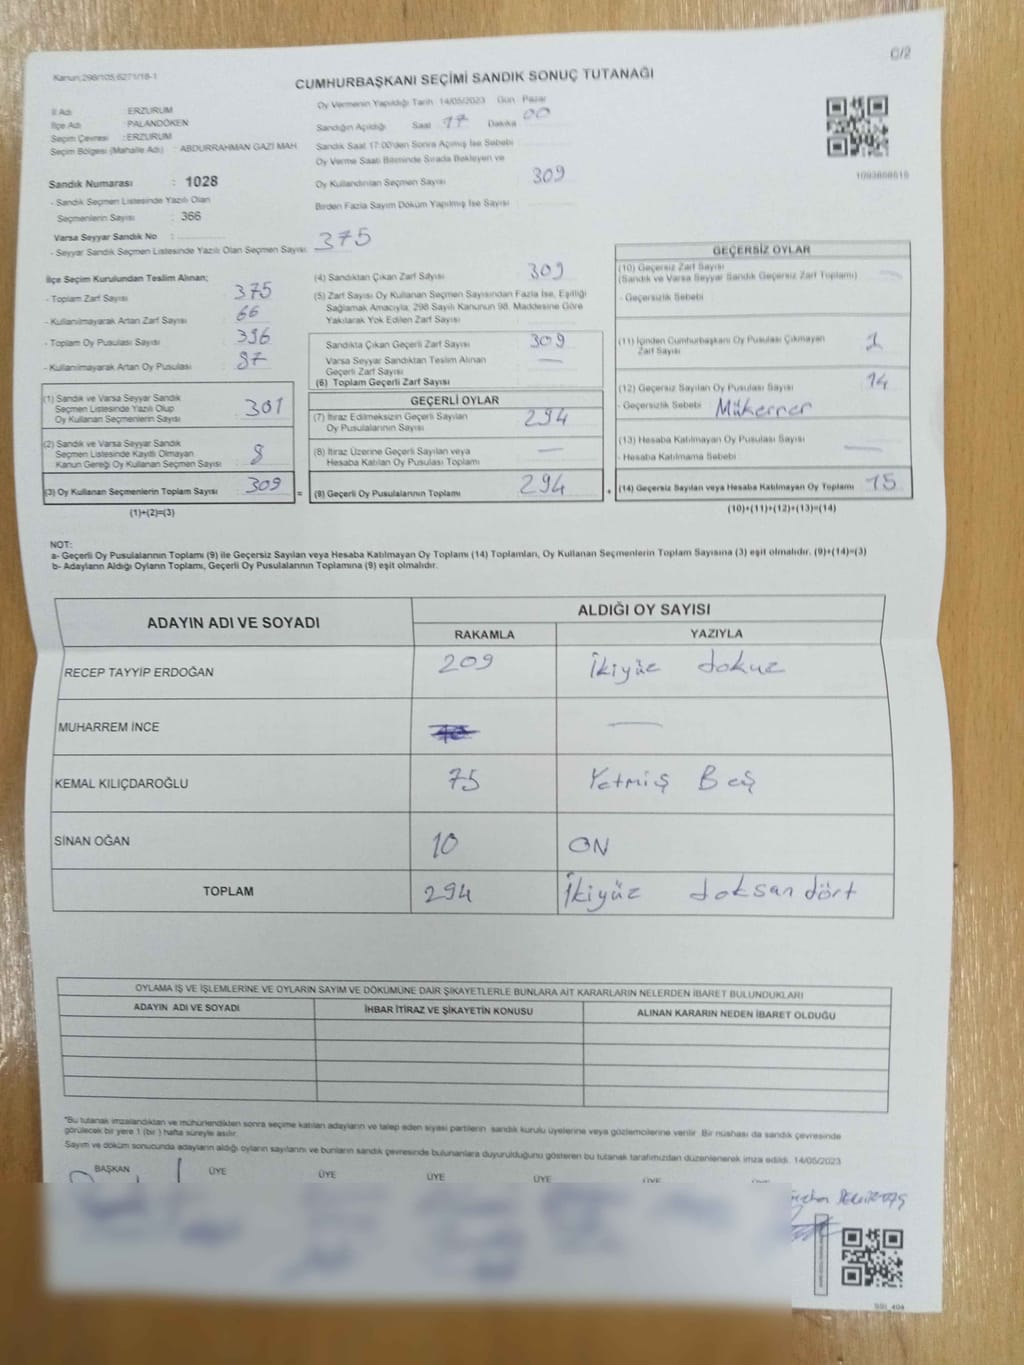 Kanun;298/105,6271/18-1
C/2
CUMHURBAŞKANI SEÇİMİ SANDIK SONUÇ TUTANAĞI
İl Adı : ERZURUM
İlçe Adı : PALANDÖKEN
Seçim Çevresi : ERZURUM
Seçim Bölgesi (Mahalle Adı) : ABDURRAHMAN GAZİ MAH.
Sandık Numarası : 1028
- Sandık Seçmen Listesinde Yazılı Olan
Seçmenlerin Sayısı : 366
Varsa Seyyar Sandık No :
- Seyyar Sandık Seçmen Listesinde Yazılı Olan Seçmen Sayısı: 375
Oy Vermenin Yapıldığı Tarih 14/05/2023 Gün Pazar
Sandığın Açıldığı Saat 17 Dakika 00
Sandık Saat 17:00'den Sonra Açımış İse Sebebi
Oy Verme Saati Bitiminde Sırada Bekleyen ve
Oy Kullandırılan Seçmen Sayısı 309
Birden Fazla Sayım Döküm Yapılmış İse Sayısı :
İlçe Seçim Kurulundan Teslim Alınan;
- Toplam Zarf Sayısı : 375
- Kullanılmayarak Artan Zarf Sayısı : 66
- Toplam Oy Pusulası Sayısı : 396
- Kullanılmayarak Artan Oy Pusulası : 87
(1) Sandık ve Varsa Seyyar Sandık
Seçmen Listesinde Yazılı Olup
Oy Kullanan Seçmenlerin Sayısı : 301
(2) Sandık ve Varsa Seyyar Sandık
Seçmen Listesinde Kayıtlı Olmayan
Kanun Gereği Oy Kullanan Seçmen Sayısı : 8
(3) Oy Kullanan Seçmenlerin Toplam Sayısı : 309
(1)+(2)=(3)
(4) Sandıktan Çıkan Zarf Sayısı : 309
(5) Zarf Sayısı Oy Kullanan Seçmen Sayısından Fazla İse, Eşitliği
Sağlamak Amacıyla; 298 Sayılı Kanunun 98. Maddesine Göre
Yakılarak Yok Edilen Zarf Sayısı :
Sandıkta Çıkan Geçerli Zarf Sayısı : 309
Varsa Seyyar Sandıktan Teslim Alınan
Geçerli Zarf Sayısı : —
(6) Toplam Geçerli Zarf Sayısı :
GEÇERLİ OYLAR
(7) İtiraz Edilmeksizin Geçerli Sayılan
Oy Pusulalarının Sayısı : 294
(8) İtiraz Üzerine Geçerli Sayılan veya
Hesaba Katılan Oy Pusulası Toplamı : —
= (9) Geçerli Oy Pusulalarının Toplamı : 294
GEÇERSİZ OYLAR
(10) Geçersiz Zarf Sayısı
(Sandık ve Varsa Seyyar Sandık Geçersiz Zarf Toplamı) : —
- Geçersizlik Sebebi
(11) İçinden Cumhurbaşkanı Oy Pusulası Çıkmayan
Zarf Sayısı : 1
(12) Geçersiz Sayılan Oy Pusulası Sayısı : 14
- Geçersizlik Sebebi : Mükerrer
(13) Hesaba Katılmayan Oy Pusulası Sayısı : —
- Hesaba Katılmama Sebebi
+ (14) Geçersiz Sayılan veya Hesaba Katılmayan Oy Toplamı : 15
(10)+(11)+(12)+(13)=(14)
NOT:
a- Geçerli Oy Pusulalarının Toplamı (9) ile Geçersiz Sayılan veya Hesaba Katılmayan Oy Toplamı (14) Toplamları, Oy Kullanan Seçmenlerin Toplam Sayısına (3) eşit olmalıdır. (9)+(14)=(3)
b- Adayların Aldığı Oyların Toplamı, Geçerli Oy Pusulalarının Toplamına (9) eşit olmalıdır.
ADAYIN ADI VE SOYADI
ALDIĞI OY SAYISI
RAKAMLA YAZIYLA
RECEP TAYYİP ERDOĞAN 209 İkiyüz dokuz
MUHARREM İNCE —
KEMAL KILIÇDAROĞLU 75 Yetmiş Beş
SİNAN OĞAN 10 ON
TOPLAM 294 İkiyüz doksan dört
OYLAMA İŞ VE İŞLEMLERİNE VE OYLARIN SAYIM VE DÖKÜMÜNE DAİR ŞİKAYETLERLE BUNLARA AİT KARARLARIN NELERDEN İBARET BULUNDUKLARI
ADAYIN ADI VE SOYADI İHBAR İTİRAZ VE ŞİKAYETİN KONUSU ALINAN KARARIN NEDEN İBARET OLDUĞU
*Bu tutanak imzalandıktan ve mühürlendikten sonra seçime katılan adayların ve talep eden siyasi partilerin sandık kurulu üyelerine veya gözlemcilerine verilir. Bir nüshası da sandık çevresinde
görülecek bir yere 1 (bir ) hafta süreyle asılır.
Sayım ve döküm sonucunda adayların aldığı oyların sayılarını ve bunların sandık çevresinde bulunanlara duyurulduğunu gösteren bu tutanak tarafımızdan düzenlenerek imza edildi. 14/05/2023
BAŞKAN ÜYE ÜYE ÜYE ÜYE ÜYE